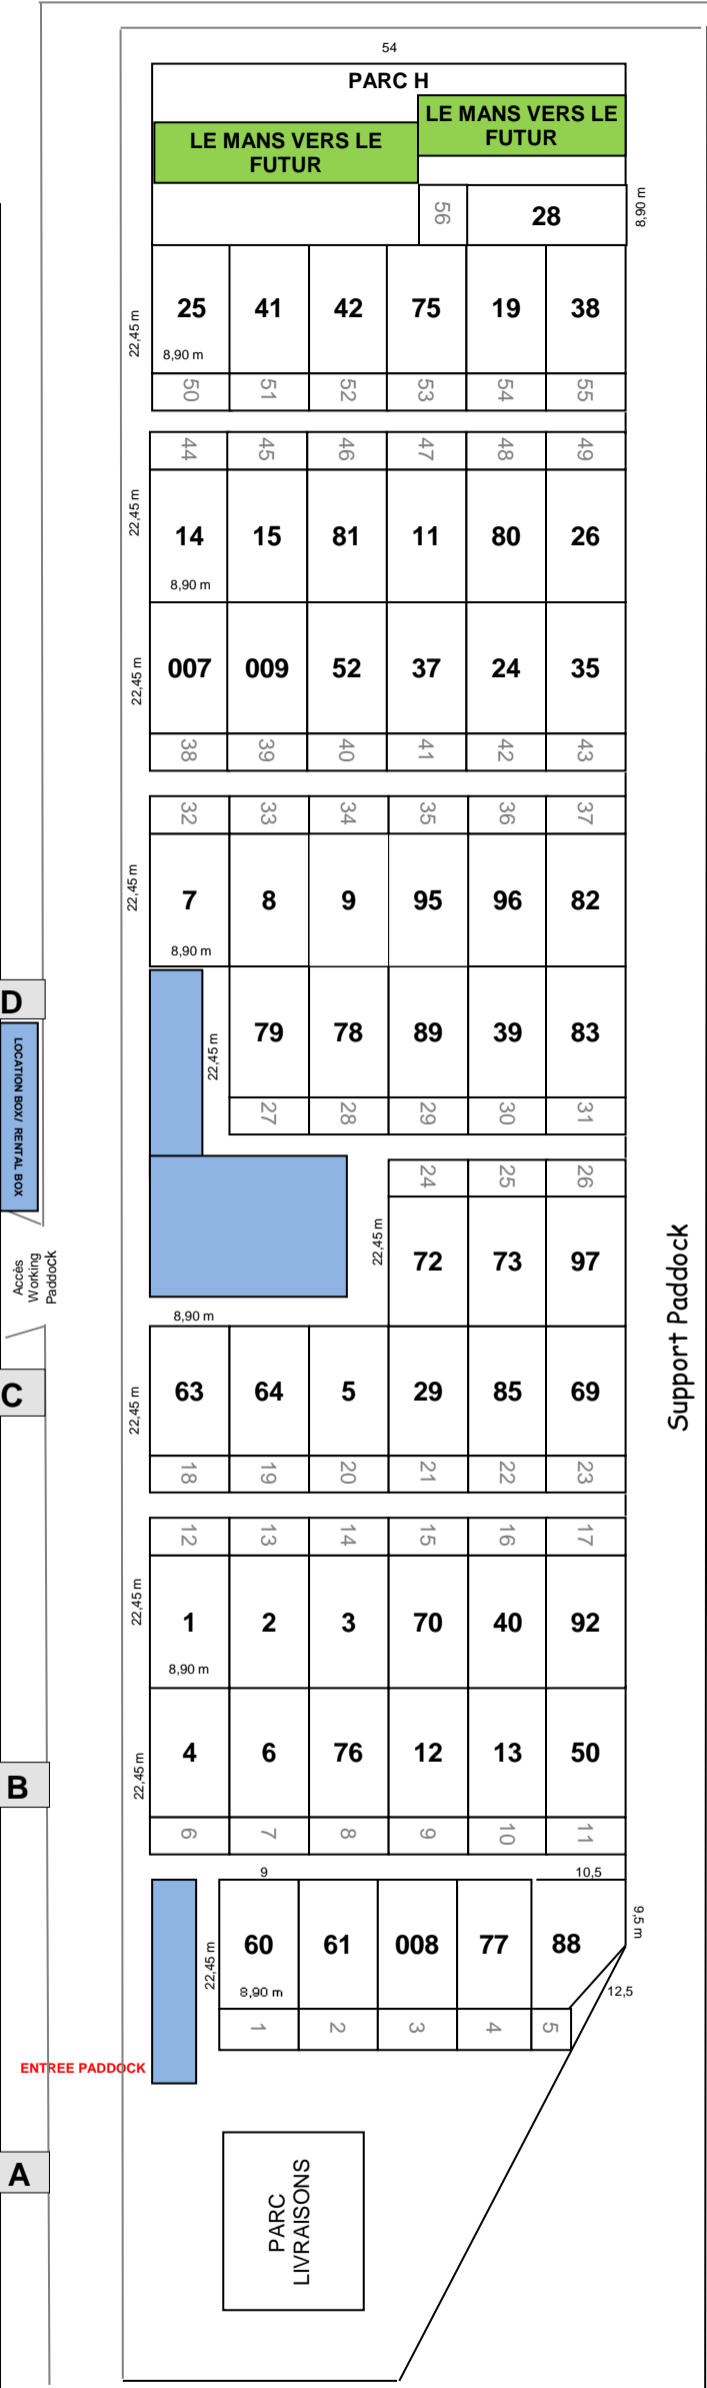 54
PARC H
LE MANS VERS LE
FUTUR
LE MANS VERS LE
FUTUR
56
28
8,90 m
22,45 m
25 41 42 75 19 38
8,90 m
50 51 52 53 54 55
44 45 46 47 48 49
22,45 m
14 15 81 11 80 26
8,90 m
22,45 m
007 009 52 37 24 35
38 39 40 41 42 43
32 33 34 35 36 37
22,45 m
7 8 9 95 96 82
8,90 m
D
LOCATION BOX/ RENTAL BOX
22,45 m
79 78 89 39 83
27 28 29 30 31
24 25 26
22,45 m
72 73 97
Accès
Working
Paddock
Support Paddock
8,90 m
C
22,45 m
63 64 5 29 85 69
18 19 20 21 22 23
12 13 14 15 16 17
22,45 m
1 2 3 70 40 92
8,90 m
B
22,45 m
4 6 76 12 13 50
6 7 8 9 10 11
9
10,5
9,5 m
22,45 m
60 61 008 77 88
8,90 m
12,5
1 2 3 4 5
ENTREE PADDOCK
A
PARC
LIVRAISONS